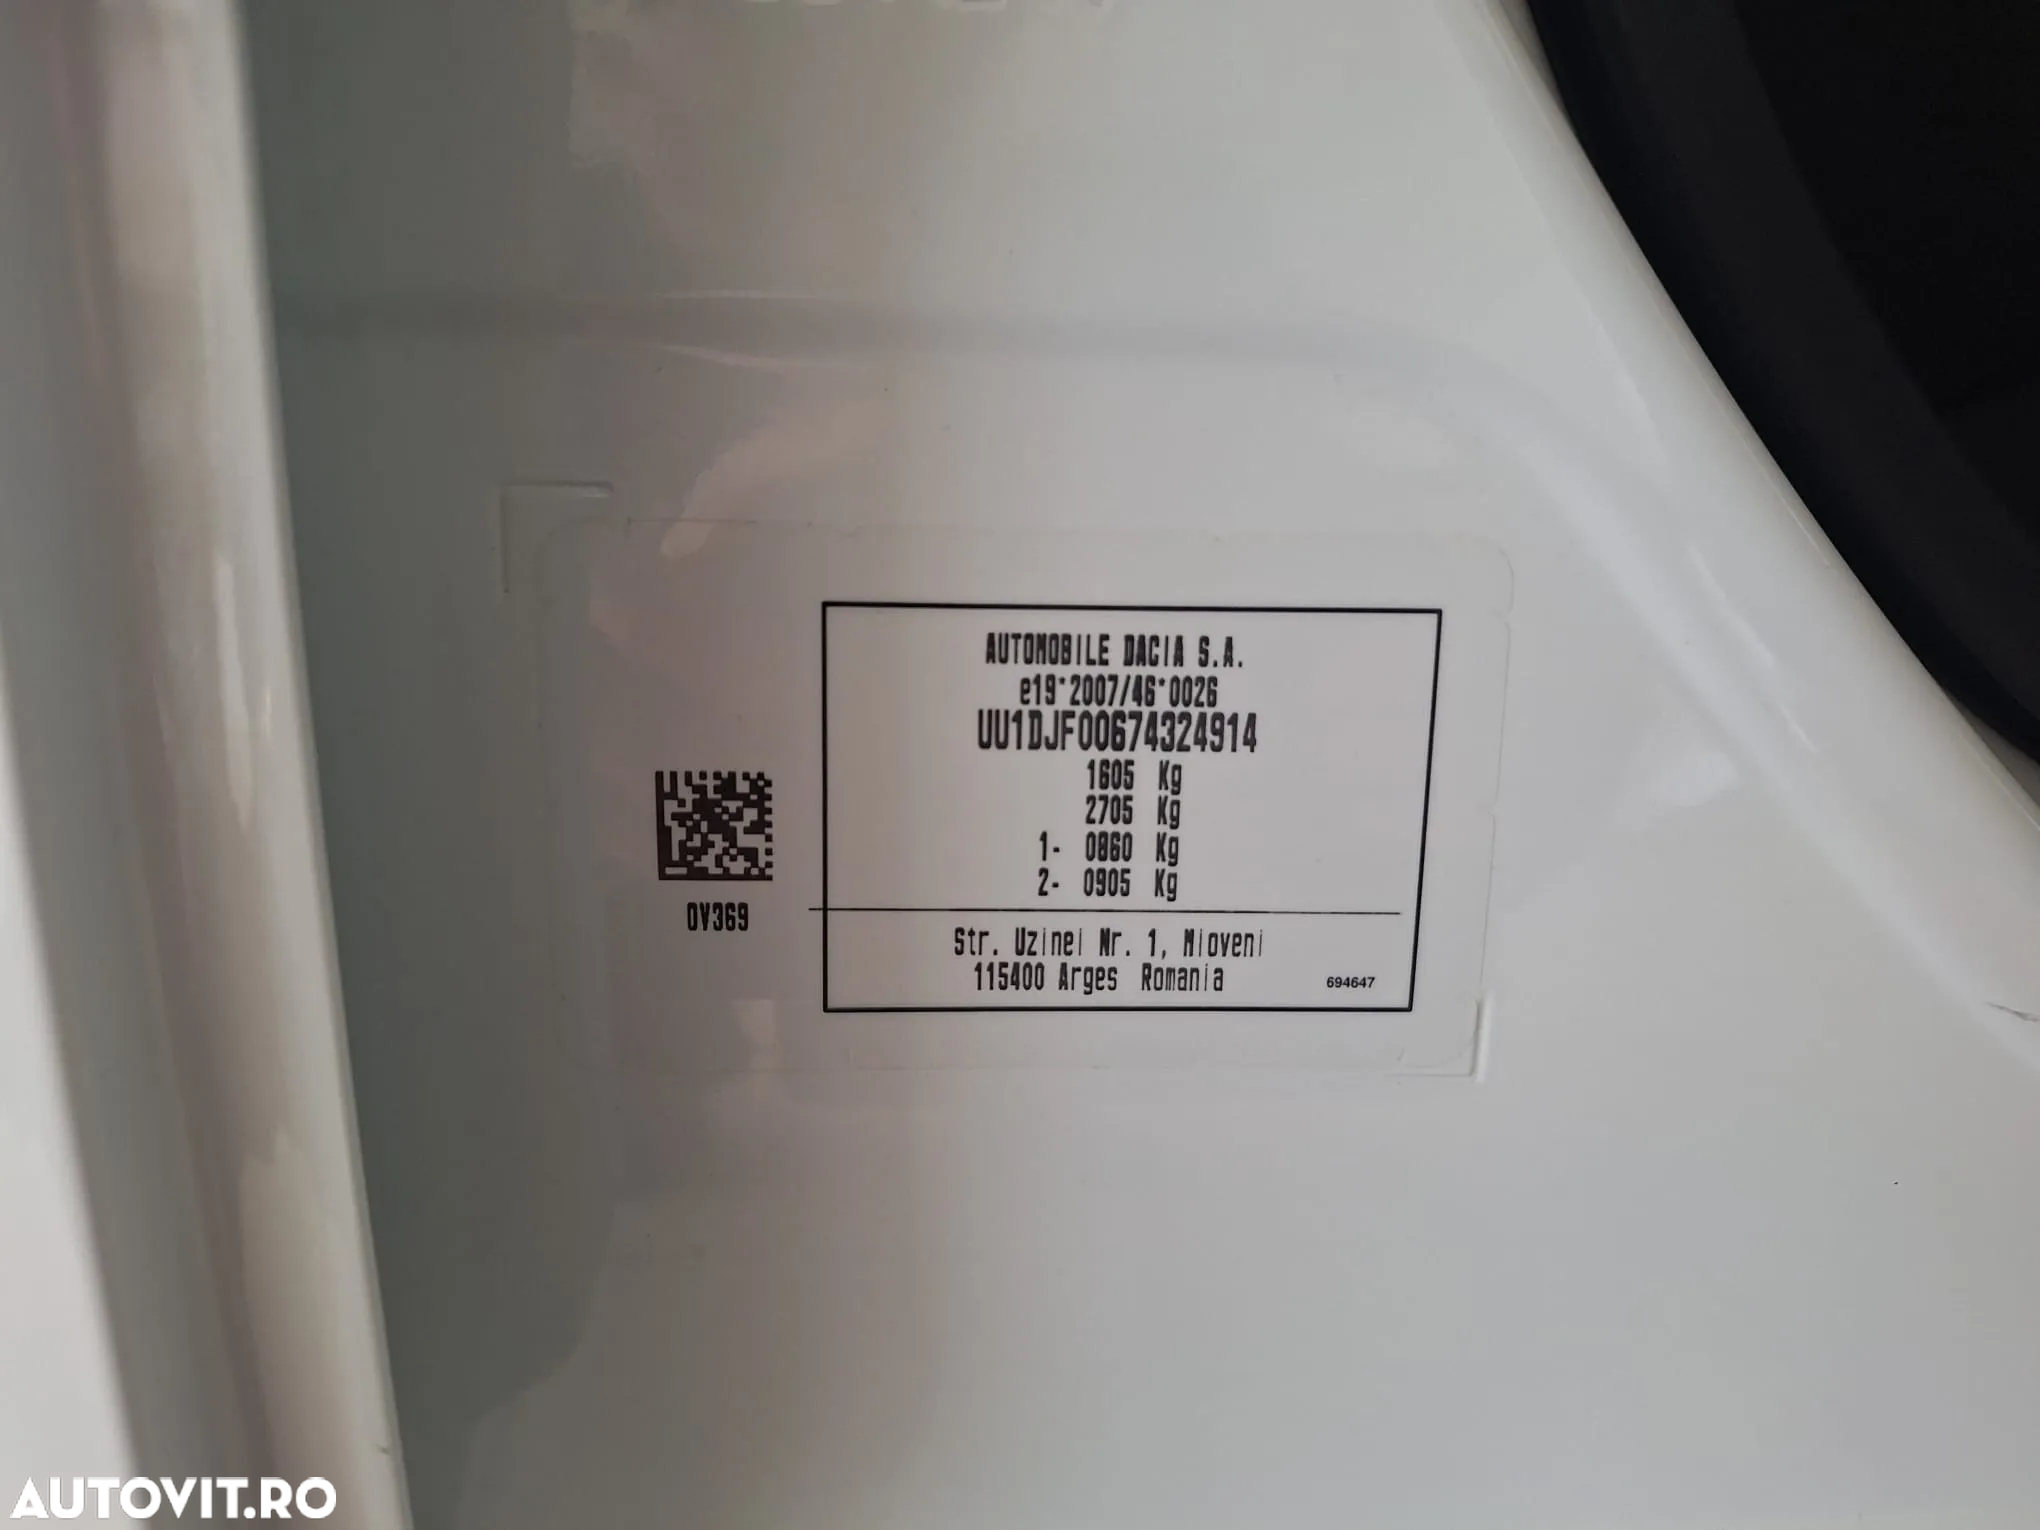 AUTOMOBILE DACIA S.A.
e19*2007/46*0026
UU1DJF00674324914
1605 Kg
2705 Kg
1- 0860 Kg
2- 0905 Kg
0V369
Str. Uzinei Nr. 1, Mioveni
115400 Arges Romania
694647
AUTOVIT.RO